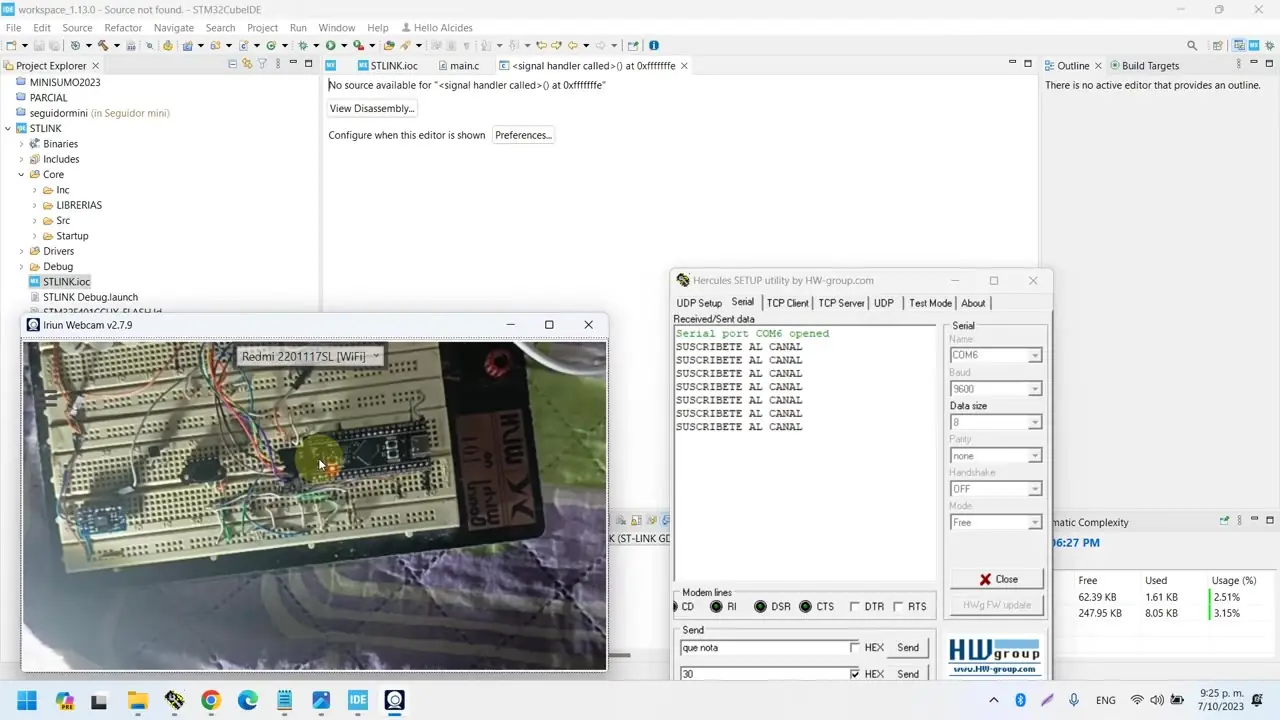 workspace_1.13.0 - Source not found. - STM32CubeIDE
File Edit Source Refactor Navigate Search Project Run Window Help Hello Alcides
Project Explorer
STLINK.ioc
main.c
<signal handler called>() at 0xfffffffe
Outline
Build Targets
MINISUMO2023
PARCIAL
seguidormini (in Seguidor mini)
STLINK
Binaries
Includes
Core
Inc
LIBRERIAS
Src
Startup
Drivers
Debug
STLINK.ioc
STLINK Debug.launch
No source available for "<signal handler called>() at 0xfffffffe"
View Disassembly...
Configure when this editor is shown Preferences...
There is no active editor that provides an outline.
Iriun Webcam v2.7.9
Redmi 2201117SL [WiFi]
Hercules SETUP utility by HW-group.com
UDP Setup Serial TCP Client TCP Server UDP Test Mode About
Received/Sent data
Serial port COM6 opened
SUSCRIBETE AL CANAL
SUSCRIBETE AL CANAL
SUSCRIBETE AL CANAL
SUSCRIBETE AL CANAL
SUSCRIBETE AL CANAL
SUSCRIBETE AL CANAL
SUSCRIBETE AL CANAL
Serial
Name
COM6
Baud
9600
Data size
8
Parity
none
Handshake
OFF
Mode
Free
Close
HWg FW update
Modem lines
CD RI DSR CTS DTR RTS
Send
que nota HEX Send
30 HEX Send
HWgroup
www.HW-group.com
(ST-LINK GD
matic Complexity
06:27 PM
Free Used Usage (%)
62.39 KB 1.61 KB 2.51%
247.95 KB 8.05 KB 3.15%
IDE
NG
9:25 p. m.
7/10/2023